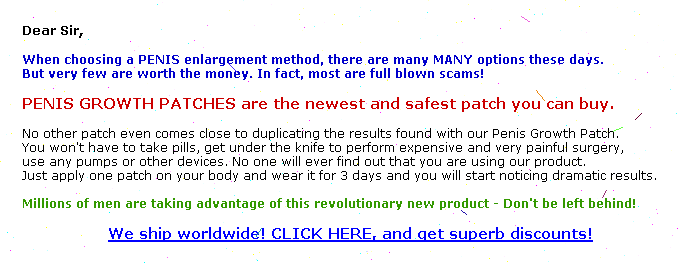 Dear Sir,
When choosing a PENIS enlargement method, there are many MANY options these days.
But very few are worth the money. In fact, most are full blown scams!
PENIS GROWTH PATCHES are the newest and safest patch you can buy.
No other patch even comes close to duplicating the results found with our Penis Growth Patch.
You won't have to take pills, get under the knife to perform expensive and very painful surgery,
use any pumps or other devices. No one will ever find out that you are using our product.
Just apply one patch on your body and wear it for 3 days and you will start noticing dramatic results.
Millions of men are taking advantage of this revolutionary new product - Don't be left behind!
We ship worldwide! CLICK HERE, and get superb discounts!